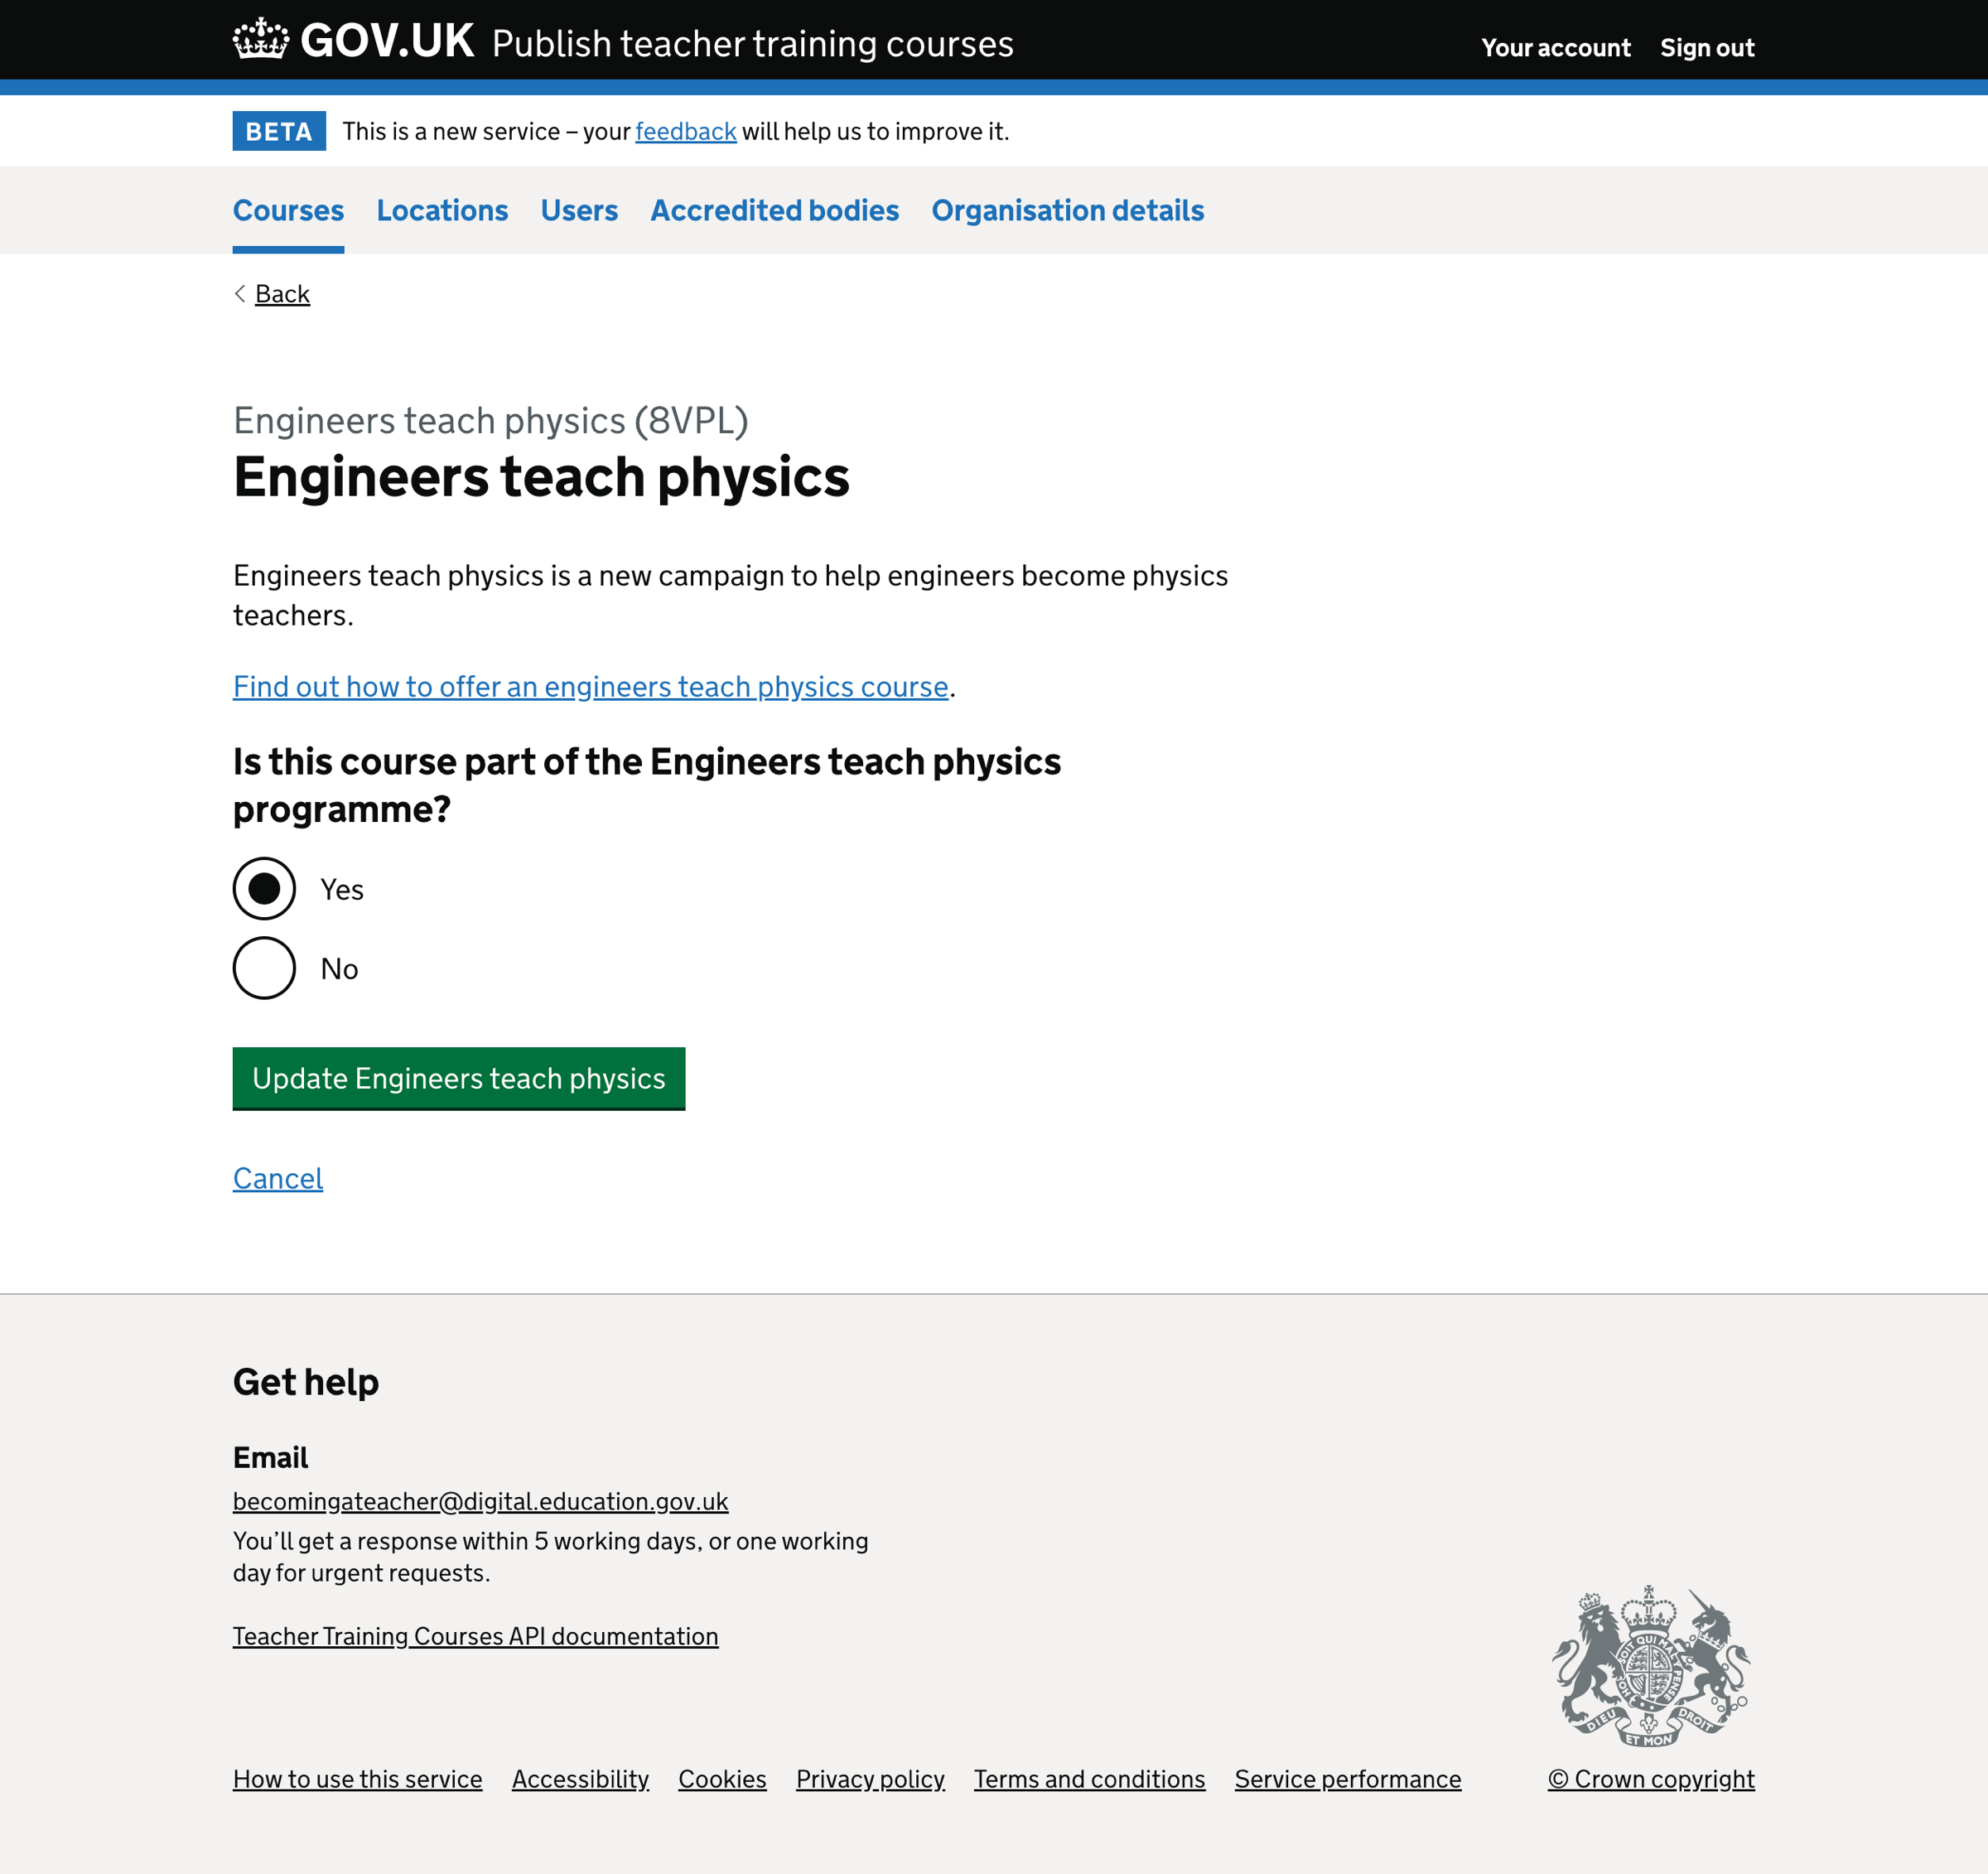 GOV.UK Publish teacher training courses
Your account Sign out
BETA This is a new service – your feedback will help us to improve it.
Courses Locations Users Accredited bodies Organisation details
Back
Engineers teach physics (8VPL)
Engineers teach physics
Engineers teach physics is a new campaign to help engineers become physics
teachers.
Find out how to offer an engineers teach physics course.
Is this course part of the Engineers teach physics
programme?
Yes
No
Update Engineers teach physics
Cancel
Get help
Email
becomingateacher@digital.education.gov.uk
You’ll get a response within 5 working days, or one working
day for urgent requests.
Teacher Training Courses API documentation
DIEU ET MON DROIT
How to use this service Accessibility Cookies Privacy policy Terms and conditions Service performance © Crown copyright